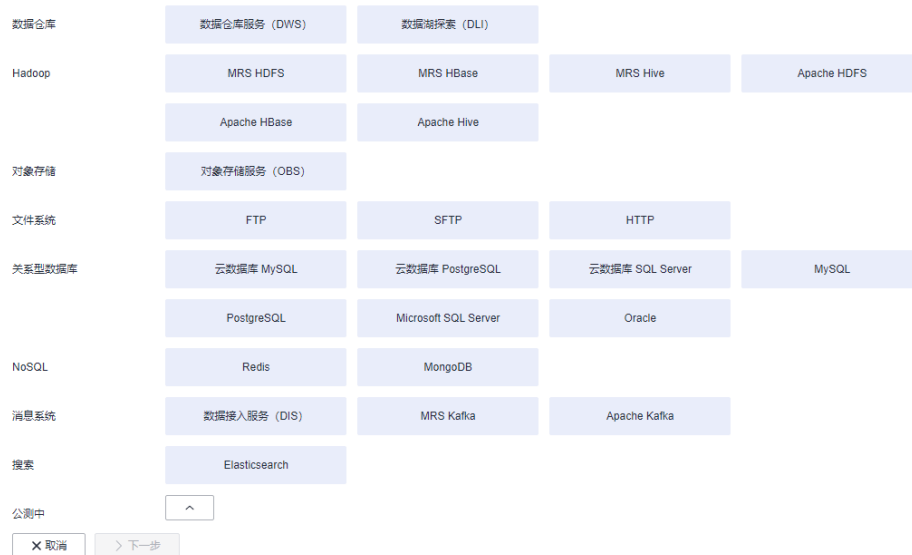 数据仓库 数据仓库服务（DWS） 数据湖探索（DLI）
Hadoop MRS HDFS MRS HBase MRS Hive Apache HDFS
Apache HBase Apache Hive
对象存储 对象存储服务（OBS）
文件系统 FTP SFTP HTTP
关系型数据库 云数据库 MySQL 云数据库 PostgreSQL 云数据库 SQL Server MySQL
PostgreSQL Microsoft SQL Server Oracle
NoSQL Redis MongoDB
消息系统 数据接入服务（DIS） MRS Kafka Apache Kafka
搜索 Elasticsearch
公测中
取消 下一步